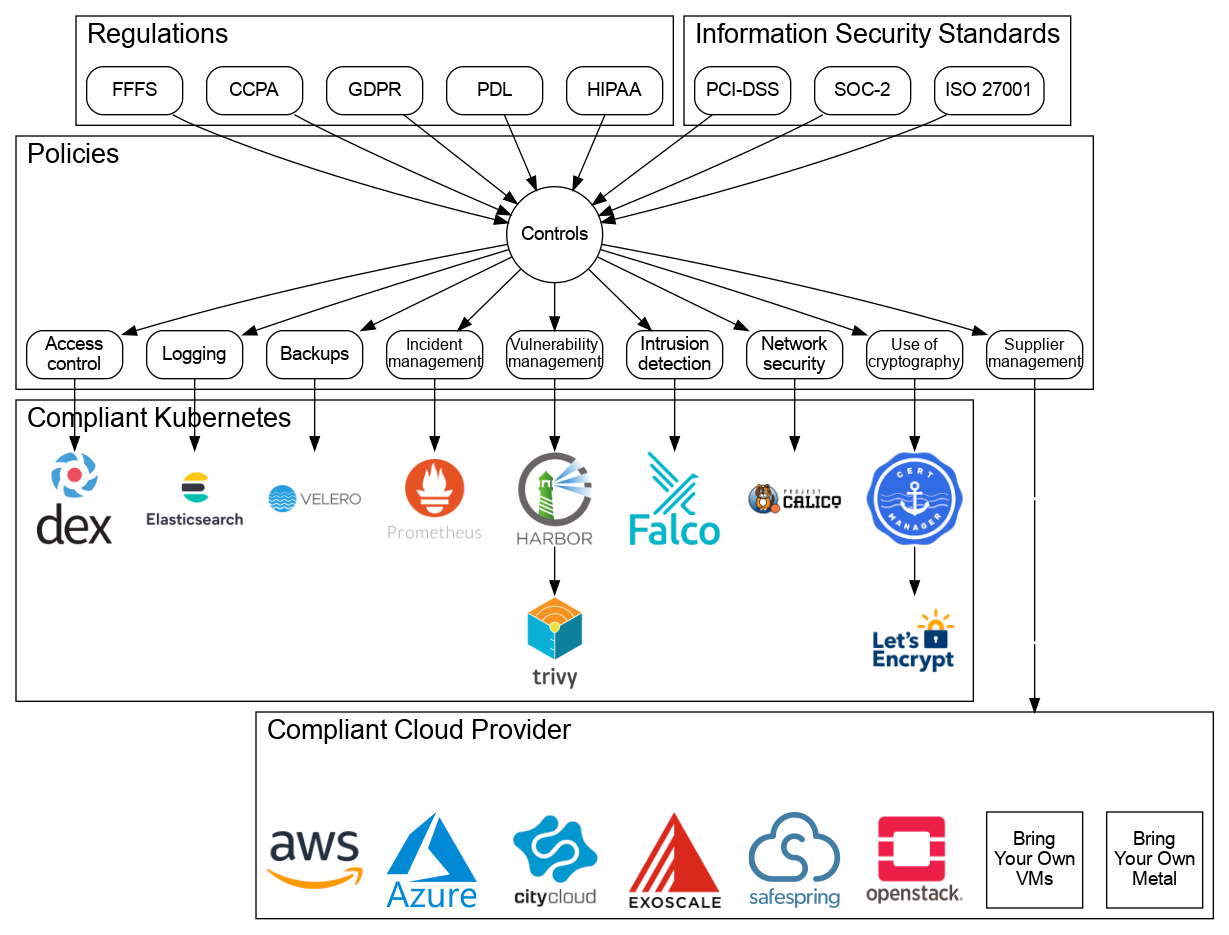 Regulations
Information Security Standards
FFFS
CCPA
GDPR
PDL
HIPAA
PCI-DSS
SOC-2
ISO 27001
Policies
Controls
Access
control
Logging
Backups
Incident
management
Vulnerability
management
Intrusion
detection
Network
security
Use of
cryptography
Supplier
management
Compliant Kubernetes
dex
Elasticsearch
VELERO
Prometheus
HARBOR
Falco
PROJECT
CALICO
CERT
MANAGER
trivy
Let's
Encrypt
Compliant Cloud Provider
aws
Azure
citycloud
EXOSCALE
safespring
openstack.
Bring
Your Own
VMs
Bring
Your Own
Metal